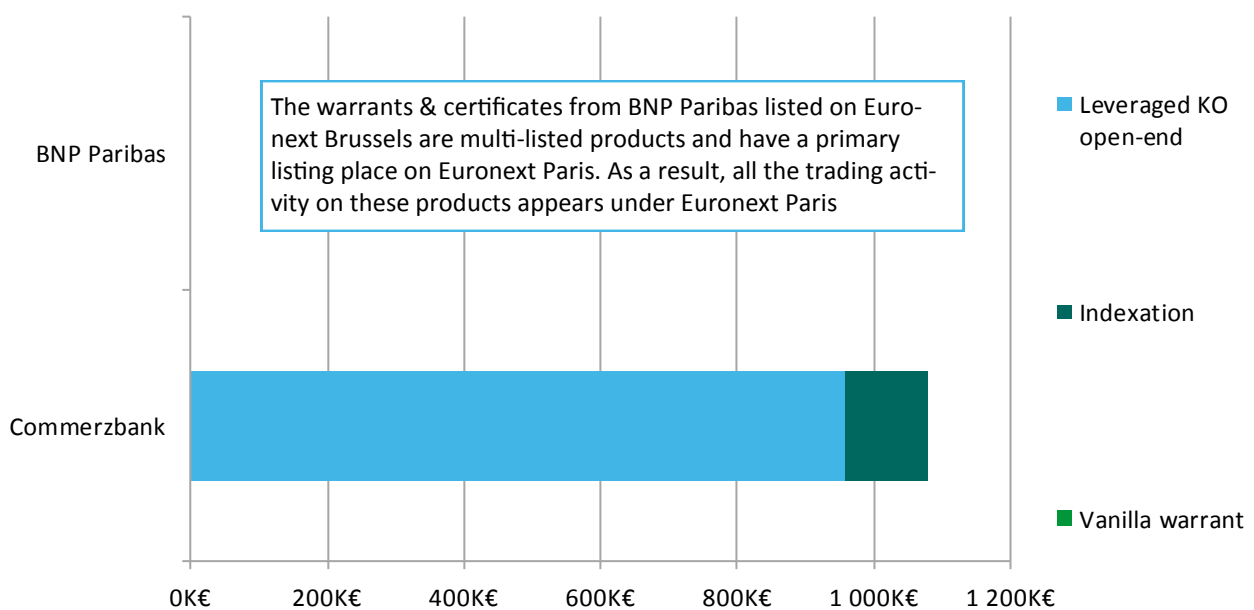 The warrants & certificates from BNP Paribas listed on Euro-
next Brussels are multi-listed products and have a primary
listing place on Euronext Paris. As a result, all the trading acti-
vity on these products appears under Euronext Paris
BNP Paribas
Commerzbank
0K€ 200K€ 400K€ 600K€ 800K€ 1 000K€ 1 200K€
Leveraged KO
open-end
Indexation
Vanilla warrant